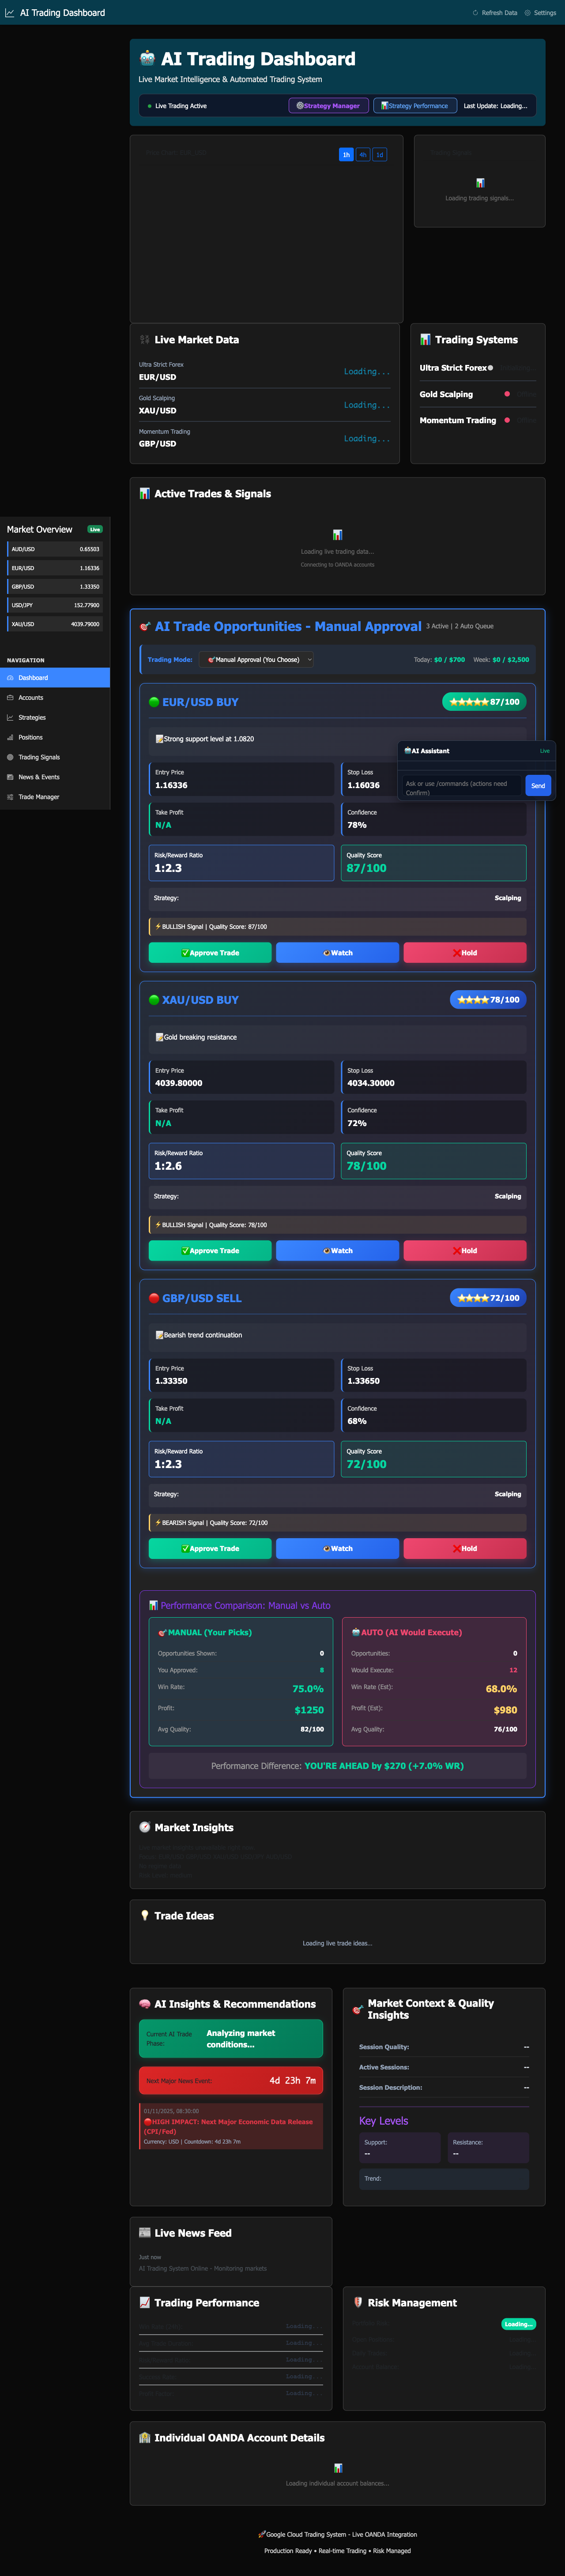 AI Trading Dashboard
Refresh Data
Settings
🤖 AI Trading Dashboard
Live Market Intelligence & Automated Trading System
Live Trading Active
Strategy Manager
📊Strategy Performance
Last Update: Loading...
1h
4h
1d
📊
Loading trading signals...
Live Market Data
Ultra Strict Forex
EUR/USD
Loading...
Gold Scalping
XAU/USD
Loading...
Momentum Trading
GBP/USD
Loading...
📊 Trading Systems
Ultra Strict Forex
Gold Scalping
Momentum Trading
📊 Active Trades & Signals
📊
Loading live trading data...
Connecting to OANDA accounts
Market Overview
Live
AUD/USD 0.65503
EUR/USD 1.16336
GBP/USD 1.33350
USD/JPY 152.77900
XAU/USD 4039.79000
NAVIGATION
Dashboard
Accounts
Strategies
Positions
Trading Signals
News & Events
Trade Manager
🎯 AI Trade Opportunities - Manual Approval
3 Active | 2 Auto Queue
Trading Mode:
🎯Manual Approval (You Choose)
Today: $0 / $700
Week: $0 / $2,500
🟢 EUR/USD BUY
⭐⭐⭐⭐⭐ 87/100
📝Strong support level at 1.0820
Entry Price
1.16336
Stop Loss
1.16036
Take Profit
N/A
Confidence
78%
Risk/Reward Ratio
1:2.3
Quality Score
87/100
Strategy:
Scalping
⚡BULLISH Signal | Quality Score: 87/100
✅Approve Trade
👁Watch
❌Hold
🤖AI Assistant
Live
Ask or use /commands (actions need
Confirm)
Send
🟢 XAU/USD BUY
⭐⭐⭐⭐ 78/100
📝Gold breaking resistance
Entry Price
4039.80000
Stop Loss
4034.30000
Take Profit
N/A
Confidence
72%
Risk/Reward Ratio
1:2.6
Quality Score
78/100
Strategy:
Scalping
⚡BULLISH Signal | Quality Score: 78/100
✅Approve Trade
👁Watch
❌Hold
🔴 GBP/USD SELL
⭐⭐⭐⭐ 72/100
📝Bearish trend continuation
Entry Price
1.33350
Stop Loss
1.33650
Take Profit
N/A
Confidence
68%
Risk/Reward Ratio
1:2.3
Quality Score
72/100
Strategy:
Scalping
⚡BEARISH Signal | Quality Score: 72/100
✅Approve Trade
👁Watch
❌Hold
📊 Performance Comparison: Manual vs Auto
🎯MANUAL (Your Picks)
Opportunities Shown: 0
You Approved: 8
Win Rate: 75.0%
Profit: $1250
Avg Quality: 82/100
🤖AUTO (AI Would Execute)
Opportunities: 0
Would Execute: 12
Win Rate (Est): 68.0%
Profit (Est): $980
Avg Quality: 76/100
Performance Difference: YOU'RE AHEAD by $270 (+7.0% WR)
🧭 Market Insights
💡 Trade Ideas
Loading live trade ideas...
🧠 AI Insights & Recommendations
Current AI Trade
Phase:
Analyzing market
conditions...
Next Major News Event:
4d 23h 7m
01/11/2025, 08:30:00
🔴HIGH IMPACT: Next Major Economic Data Release
(CPI/Fed)
Currency: USD | Countdown: 4d 23h 7m
🎯 Market Context & Quality
Insights
Session Quality: --
Active Sessions: --
Session Description: --
Key Levels
Support:
--
Resistance:
--
Trend:
📰 Live News Feed
Just now
AI Trading System Online - Monitoring markets
📈 Trading Performance
Loading...
Loading...
Loading...
Loading...
Loading...
🛡️ Risk Management
Loading...
🏦 Individual OANDA Account Details
📊
Loading individual account balances...
🚀Google Cloud Trading System - Live OANDA Integration
Production Ready • Real-time Trading • Risk Managed